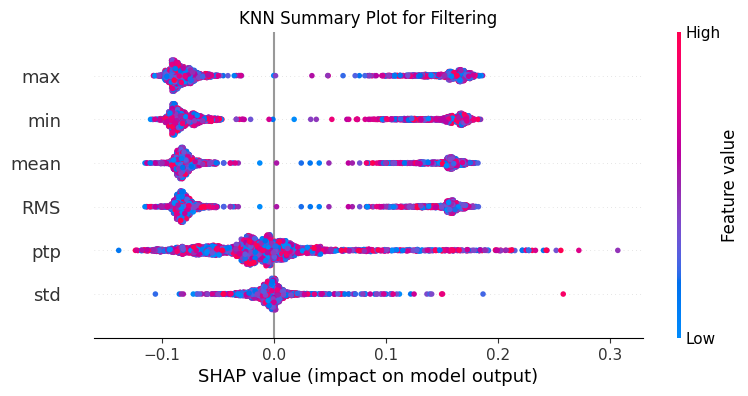 KNN Summary Plot for Filtering
High
max
min
mean
RMS
ptp
std
Feature value
Low
−0.1 0.0 0.1 0.2 0.3
SHAP value (impact on model output)